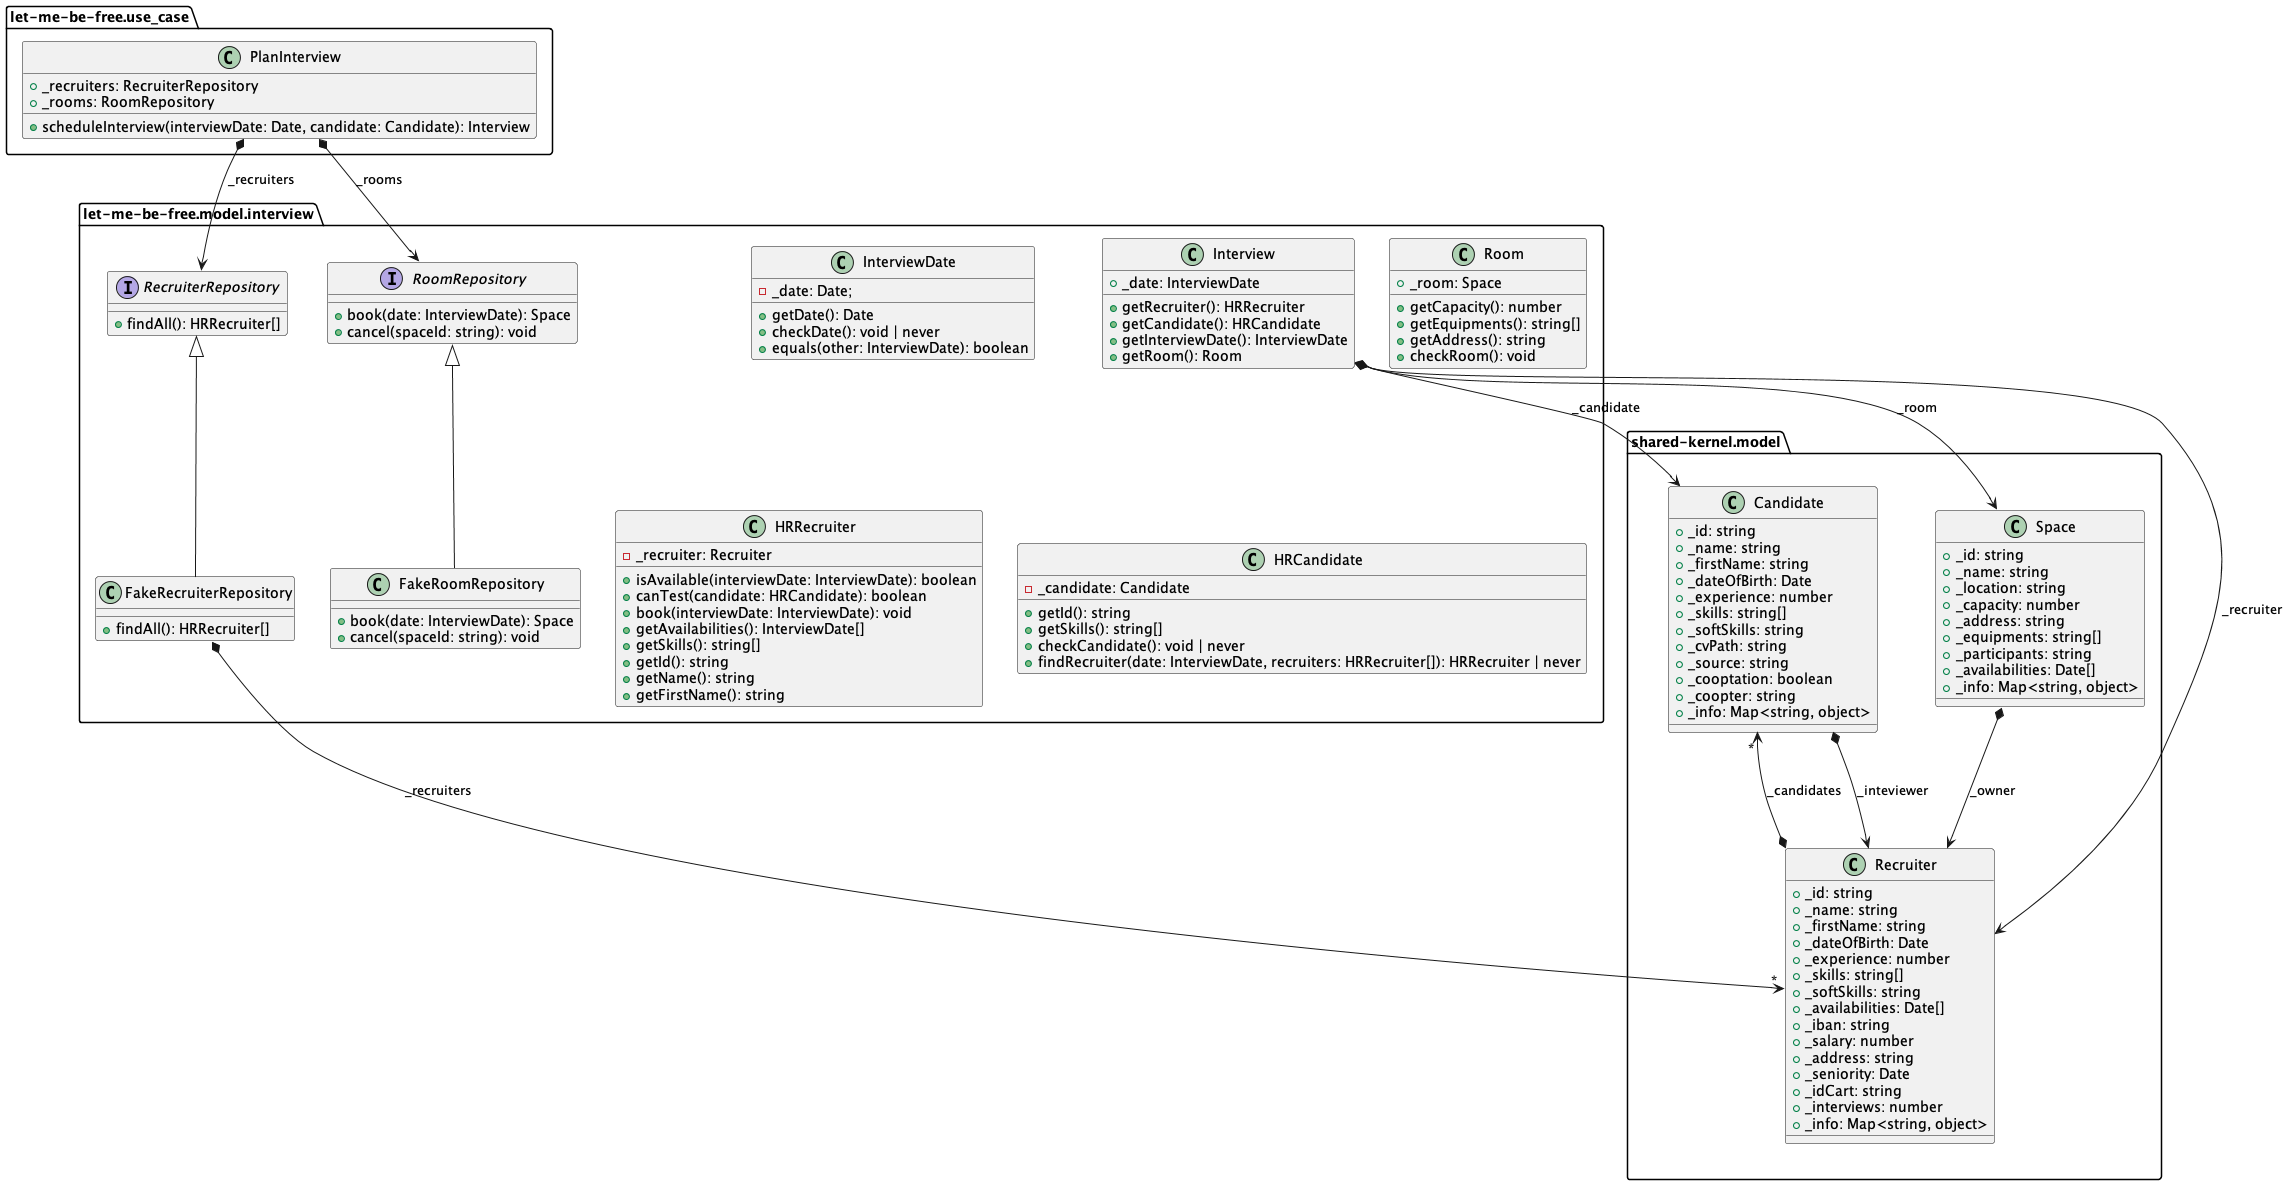 let-me-be-free.use_case
C PlanInterview
_recruiters: RecruiterRepository
_rooms: RoomRepository
scheduleInterview(interviewDate: Date, candidate: Candidate): Interview
_recruiters
_rooms
let-me-be-free.model.interview
I RecruiterRepository
findAll(): HRRecruiter[]
I RoomRepository
book(date: InterviewDate): Space
cancel(spaceId: string): void
C InterviewDate
_date: Date;
getDate(): Date
checkDate(): void | never
equals(other: InterviewDate): boolean
C Interview
_date: InterviewDate
getRecruiter(): HRRecruiter
getCandidate(): HRCandidate
getInterviewDate(): InterviewDate
getRoom(): Room
C Room
_room: Space
getCapacity(): number
getEquipments(): string[]
getAddress(): string
checkRoom(): void
_candidate
_room
_recruiter
C FakeRecruiterRepository
findAll(): HRRecruiter[]
C FakeRoomRepository
book(date: InterviewDate): Space
cancel(spaceId: string): void
C HRRecruiter
_recruiter: Recruiter
isAvailable(interviewDate: InterviewDate): boolean
canTest(candidate: HRCandidate): boolean
book(interviewDate: InterviewDate): void
getAvailabilities(): InterviewDate[]
getSkills(): string[]
getId(): string
getName(): string
getFirstName(): string
C HRCandidate
_candidate: Candidate
getId(): string
getSkills(): string[]
checkCandidate(): void | never
findRecruiter(date: InterviewDate, recruiters: HRRecruiter[]): HRRecruiter | never
shared-kernel.model
C Candidate
_id: string
_name: string
_firstName: string
_dateOfBirth: Date
_experience: number
_skills: string[]
_softSkills: string
_cvPath: string
_source: string
_cooptation: boolean
_coopter: string
_info: Map<string, object>
C Space
_id: string
_name: string
_location: string
_capacity: number
_address: string
_equipments: string[]
_participants: string
_availabilities: Date[]
_info: Map<string, object>
*
_recruiters
_candidates
_inteviewer
_owner
*
C Recruiter
_id: string
_name: string
_firstName: string
_dateOfBirth: Date
_experience: number
_skills: string[]
_softSkills: string
_availabilities: Date[]
_iban: string
_salary: number
_address: string
_seniority: Date
_idCart: string
_interviews: number
_info: Map<string, object>